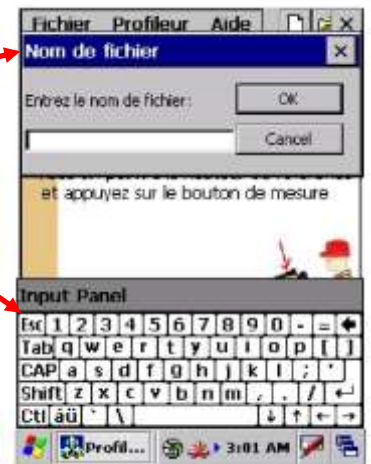 Fichier Profileur Aide
Nom de fichier
Entrez le nom de fichier:
OK
Cancel
et appuyez sur le bouton de mesure
Input Panel
Esc 1 2 3 4 5 6 7 8 9 0 - =
Tab q w e r t y u i o p [ ]
CAP a s d f g h j k l ; '
Shift z x c v b n m , . /
Ctl áü ` \
Profil... 3:01 AM